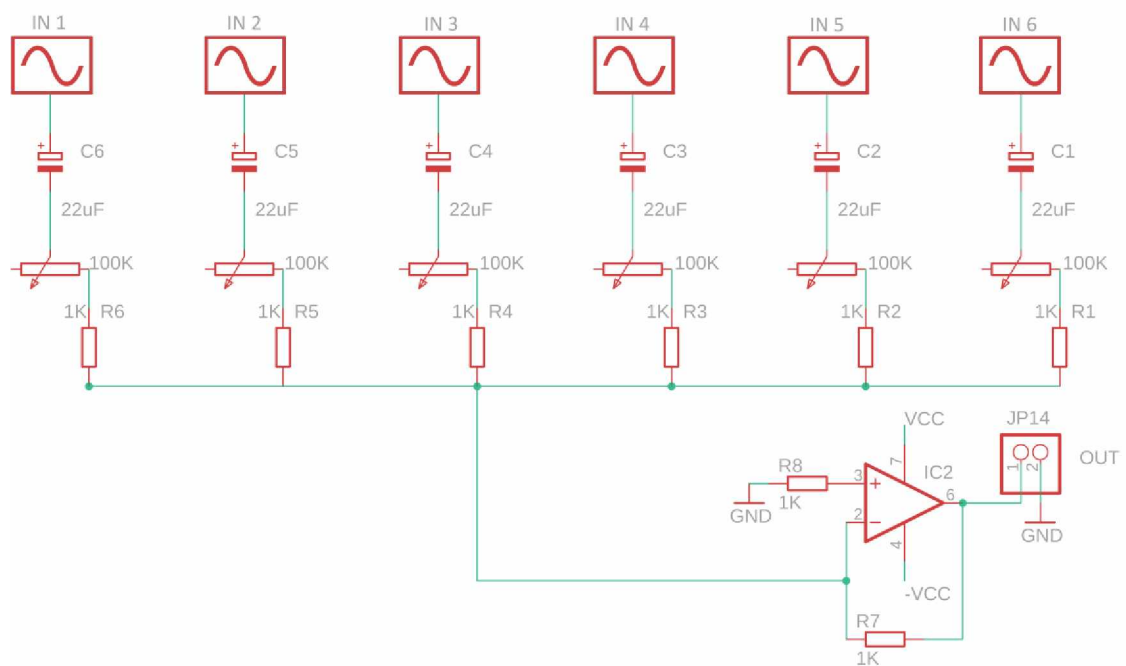 IN 1 IN 2 IN 3 IN 4 IN 5 IN 6
+ C6 + C5 + C4 + C3 + C2 + C1
22uF 22uF 22uF 22uF 22uF 22uF
100K 100K 100K 100K 100K 100K
1K R6 1K R5 1K R4 1K R3 1K R2 1K R1
VCC JP14
7 1 2 OUT
R8 3 + IC2
1K 6
GND 2 −
4 GND
-VCC
R7
1K